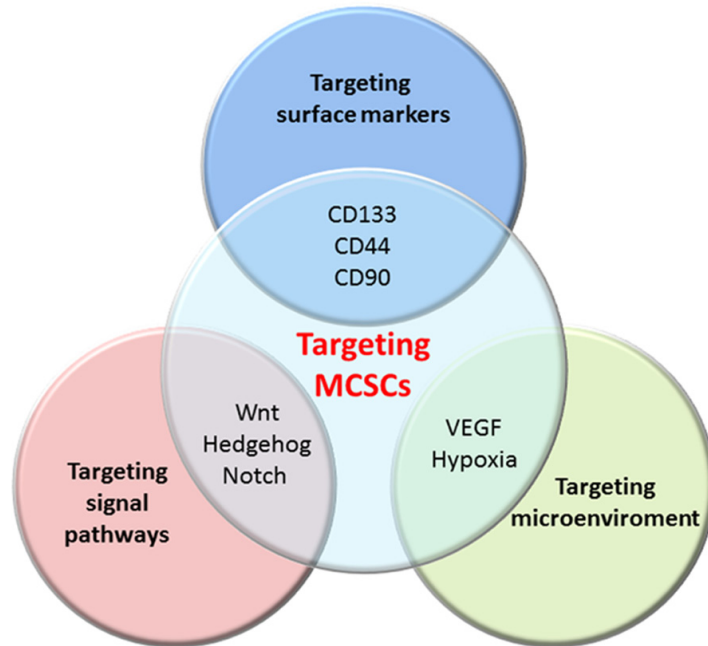 Targeting
surface markers
CD133
CD44
CD90
Targeting
MCSCs
Wnt
Hedgehog
Notch
VEGF
Hypoxia
Targeting
signal
pathways
Targeting
microenviroment